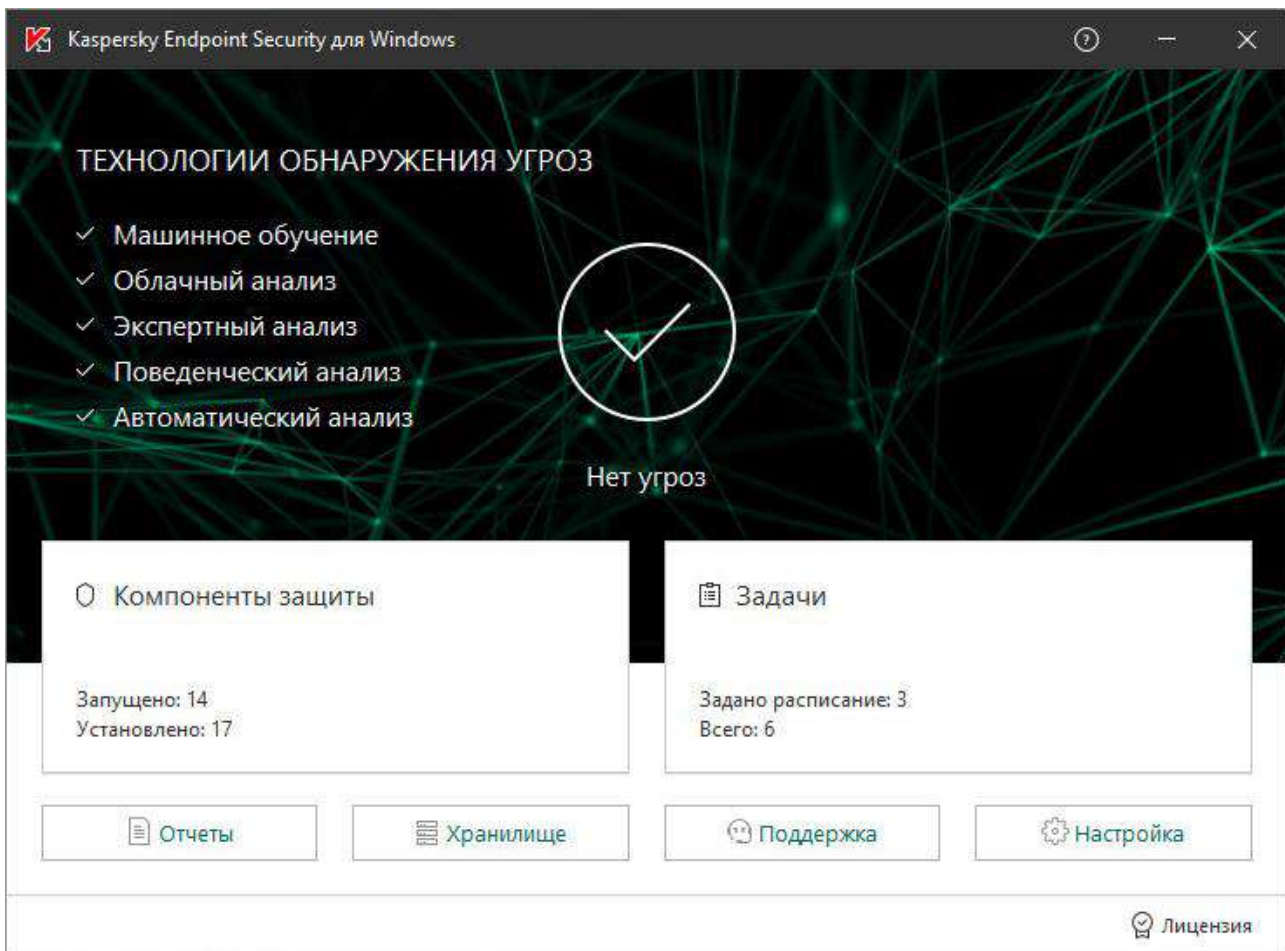 Kaspersky Endpoint Security для Windows
ТЕХНОЛОГИИ ОБНАРУЖЕНИЯ УГРОЗ
Машинное обучение
Облачный анализ
Экспертный анализ
Поведенческий анализ
Автоматический анализ
Нет угроз
Компоненты защиты
Запущено: 14
Установлено: 17
Задачи
Задано расписание: 3
Всего: 6
Отчеты
Хранилище
Поддержка
Настройка
Лицензия